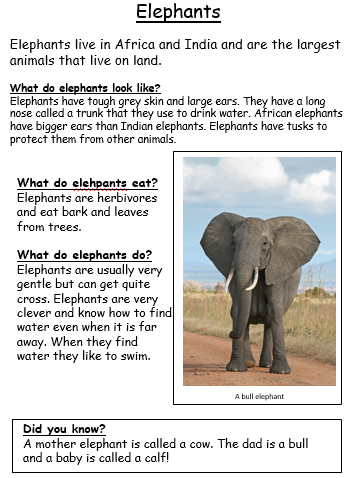 Elephants
Elephants live in Africa and India and are the largest
animals that live on land.
What do elephants look like?
Elephants have tough grey skin and large ears. They have a long
nose called a trunk that they use to drink water. African elephants
have bigger ears than Indian elephants. Elephants have tusks to
protect them from other animals.
What do elehpants eat?
Elephants are herbivores
and eat bark and leaves
from trees.
What do elephants do?
Elephants are usually very
gentle but can get quite
cross. Elephants are very
clever and know how to find
water even when it is far
away. When they find
water they like to swim.
A bull elephant
Did you know?
A mother elephant is called a cow. The dad is a bull
and a baby is called a calf!